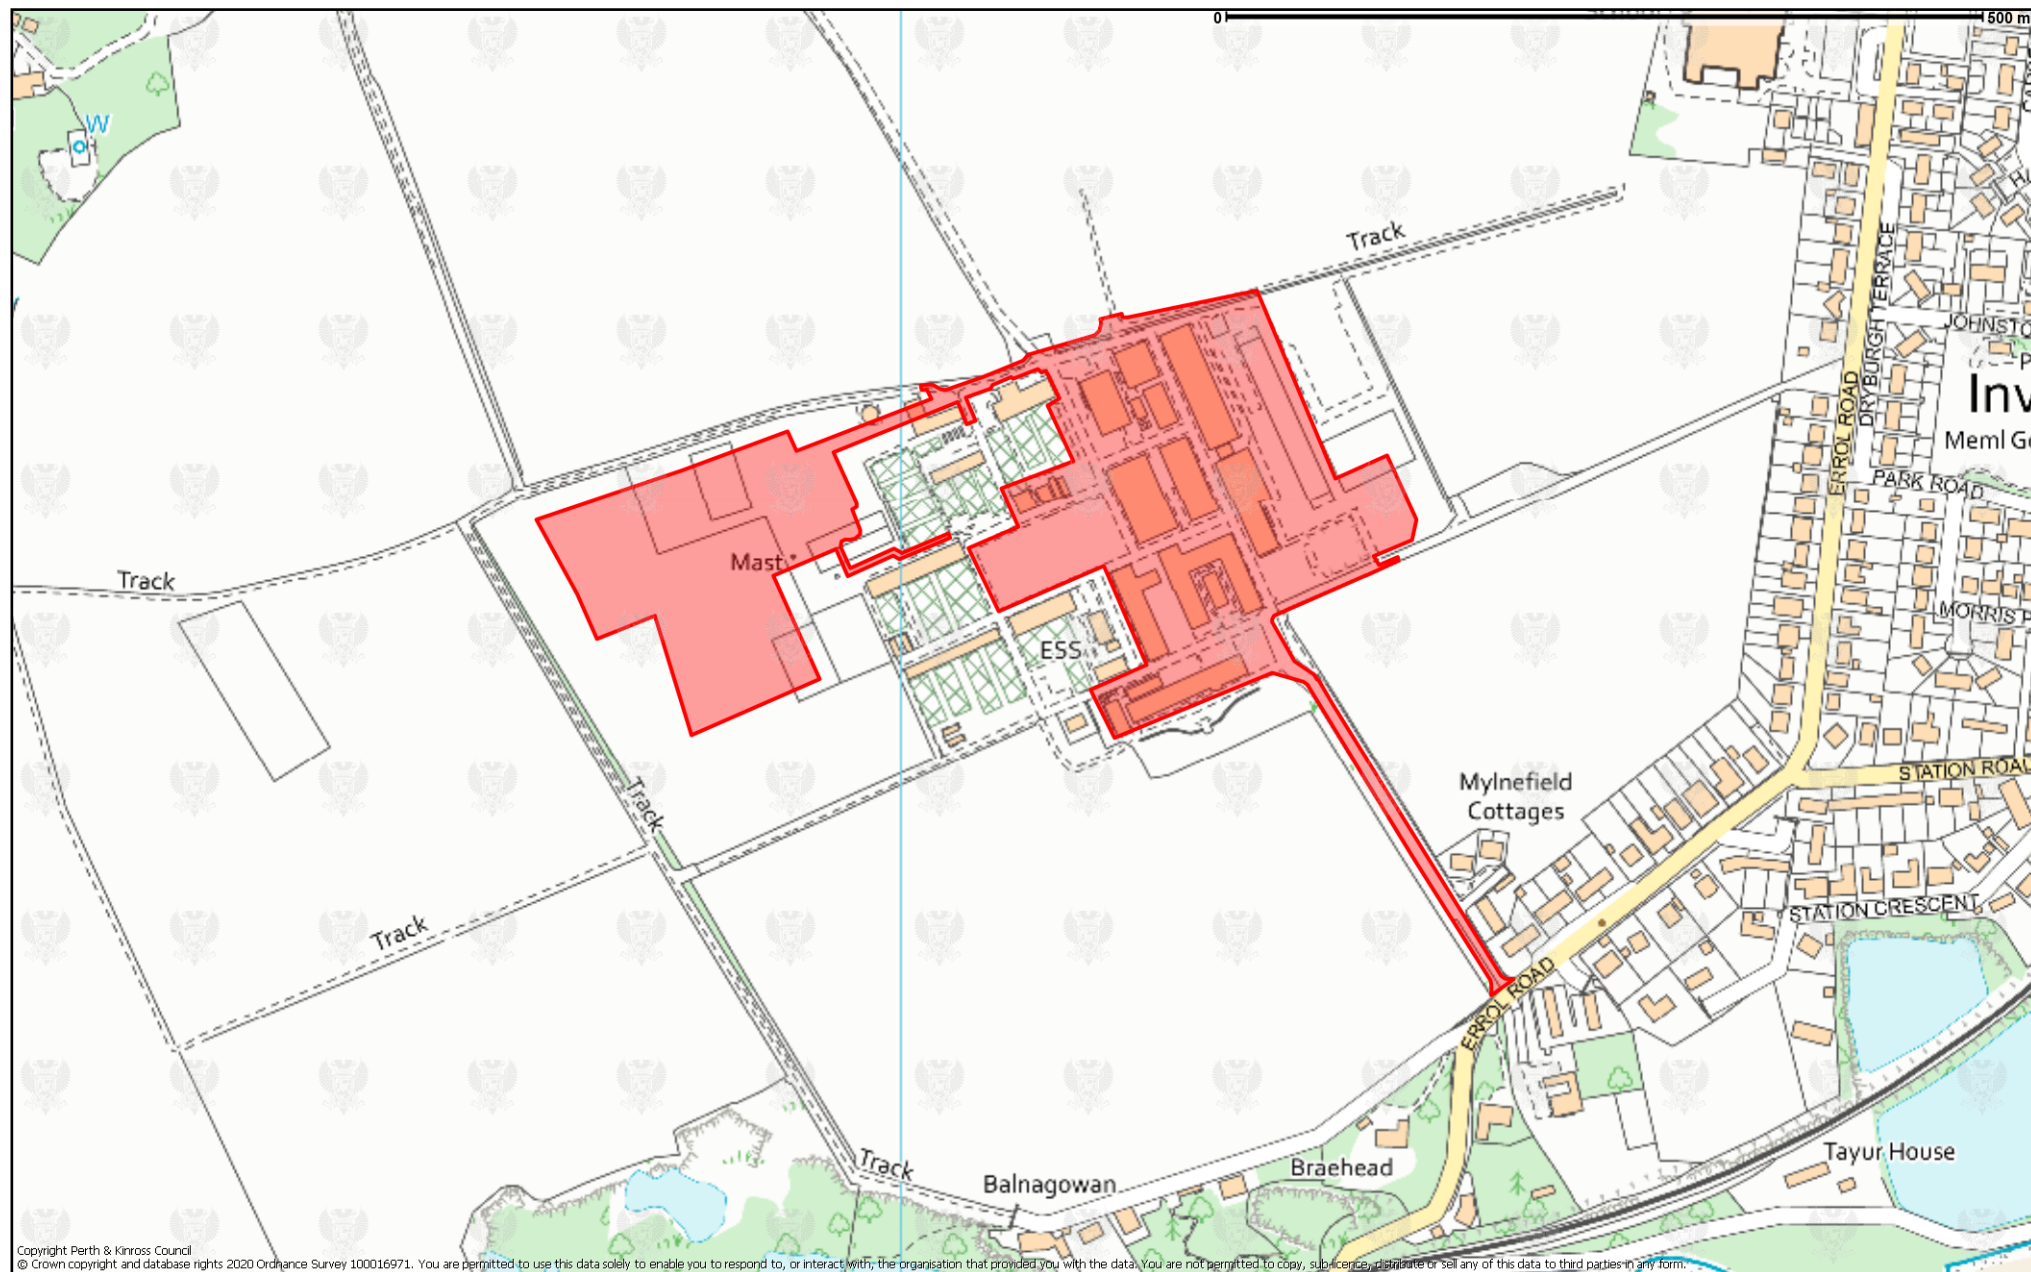 0
500 m
W
Track
DRYBURGH TERRACE
JOHNSTO
Inv
Meml G
ERROL ROAD
PARK ROAD
Mast
Track
MORRIS P
ESS
STATION ROAD
Mylnefield
Cottages
Track
STATION CRESCENT
Track
ERROL ROAD
Tayur House
Track
Braehead
Balnagowan
Copyright Perth & Kinross Council
© Crown copyright and database rights 2020 Ordnance Survey 100016971. You are permitted to use this data solely to enable you to respond to, or interact with, the organisation that provided you with the data. You are not permitted to copy, sub-licence, distribute or sell any of this data to third parties in any form.